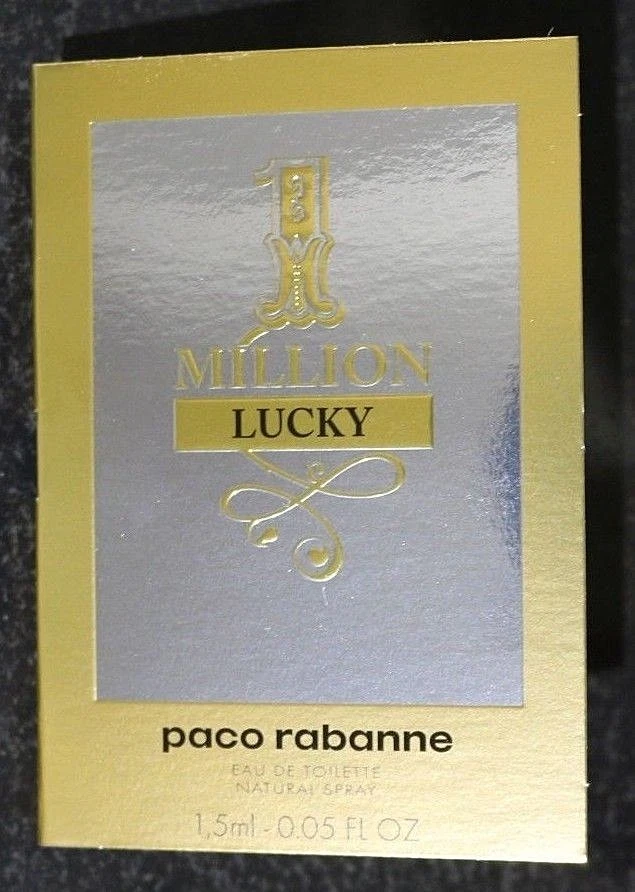 1
MILLION
LUCKY
paco rabanne
EAU DE TOILETTE
NATURAL SPRAY
1,5ml - 0.05 FL OZ